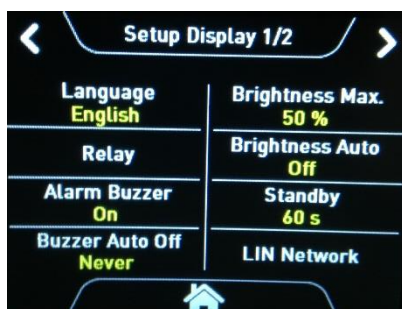 Setup Display 1/2
Language
English
Relay
Alarm Buzzer
On
Buzzer Auto Off
Never
Brightness Max.
50 %
Brightness Auto
Off
Standby
60 s
LIN Network